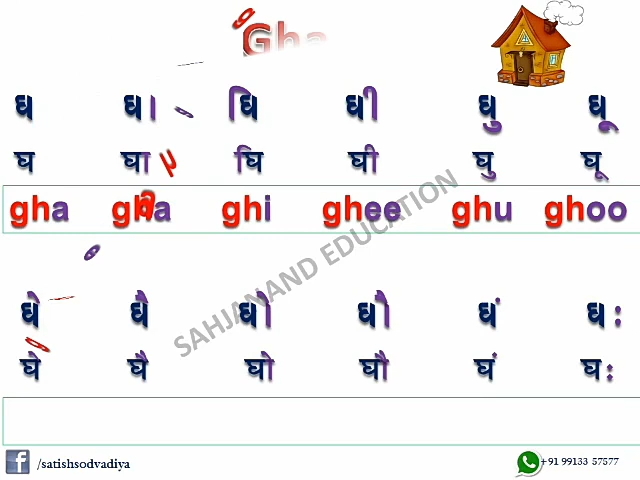 Gha
ઘ ઘા ઘિ ઘી ઘુ ઘૂ
घ घा घि घी घु घू
gha gha ghi ghee ghu ghoo
SAHJANAND EDUCATION
ઘે ઘૈ ઘો ઘૌ ઘં ઘઃ
घे घै घो घौ घं घः
/satishsodvadiya
+91 99133 57577